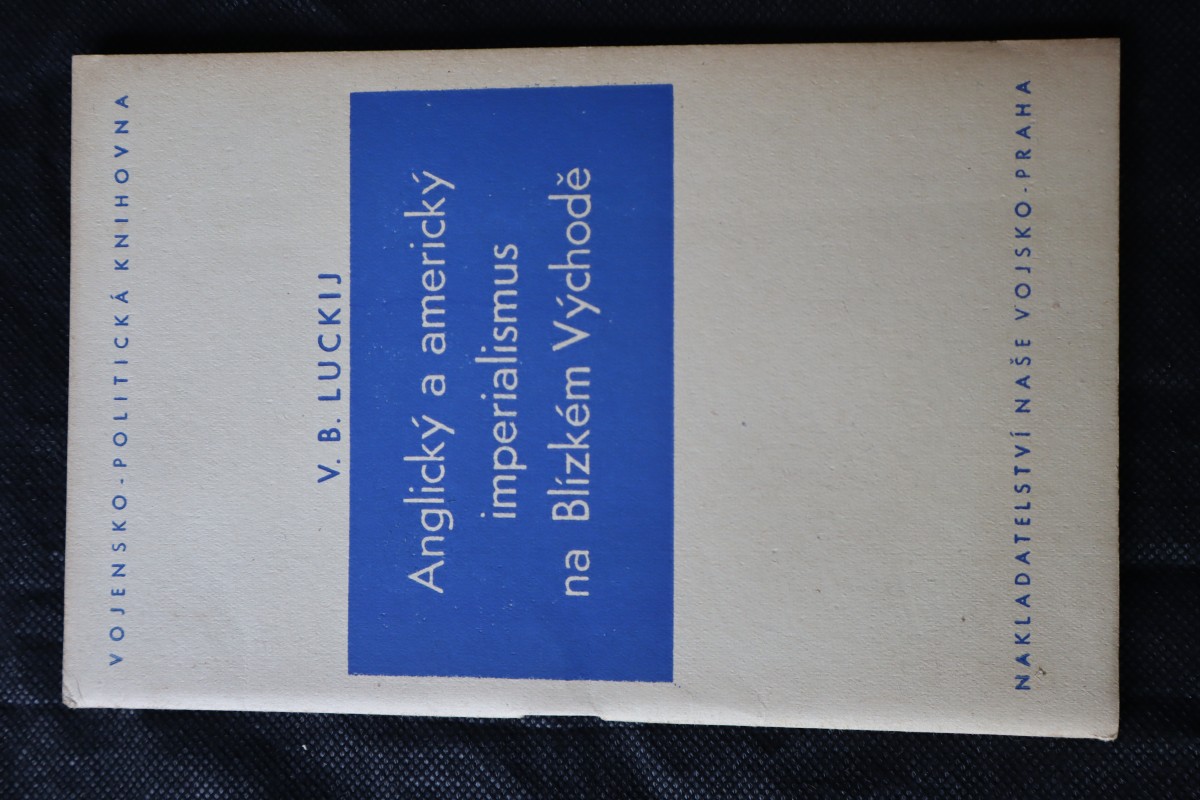 VOJENSKO-POLITICKÁ KNIHOVNA
V. B. LUCKIJ
Anglický a americký
imperialismus
na Blízkém Východě
NAKLADATELSTVÍ NAŠE VOJSKO-PRAHA